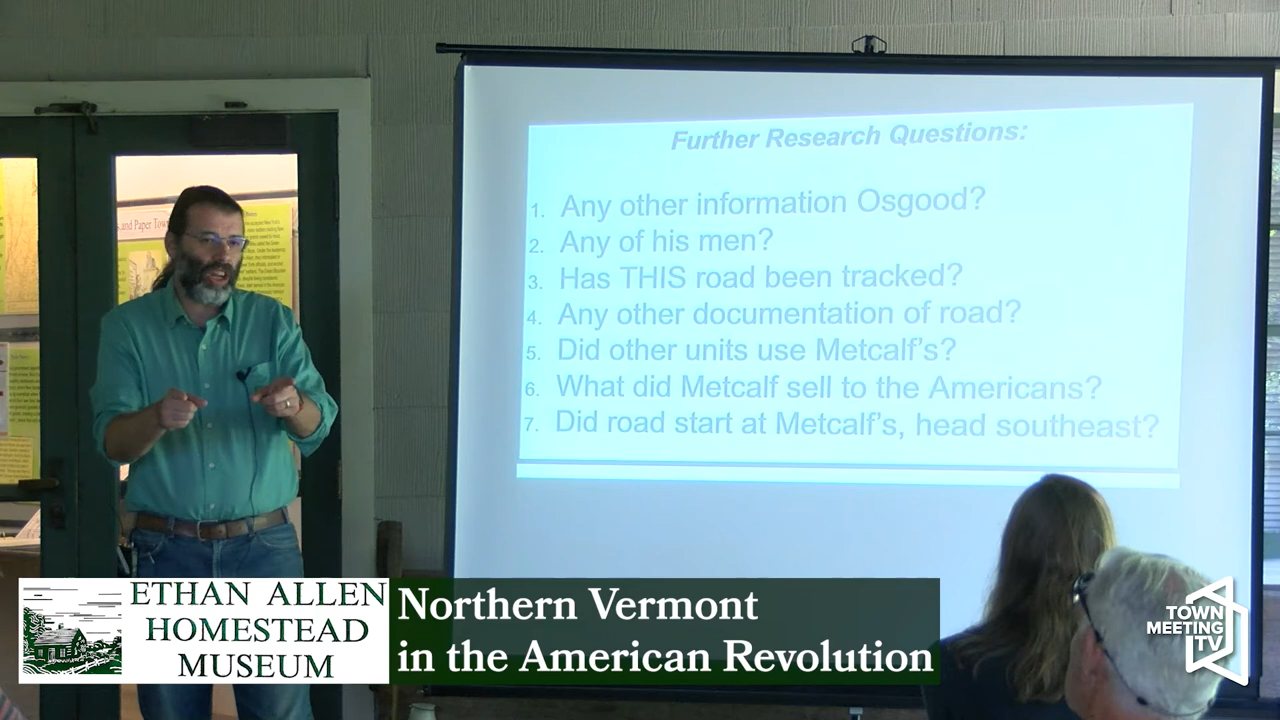 Further Research Questions:
1. Any other information Osgood?
2. Any of his men?
3. Has THIS road been tracked?
4. Any other documentation of road?
5. Did other units use Metcalf's?
6. What did Metcalf sell to the Americans?
7. Did road start at Metcalf's, head southeast?
and Paper
ETHAN ALLEN
HOMESTEAD
MUSEUM
Northern Vermont
in the American Revolution
TOWN
MEETING
TV